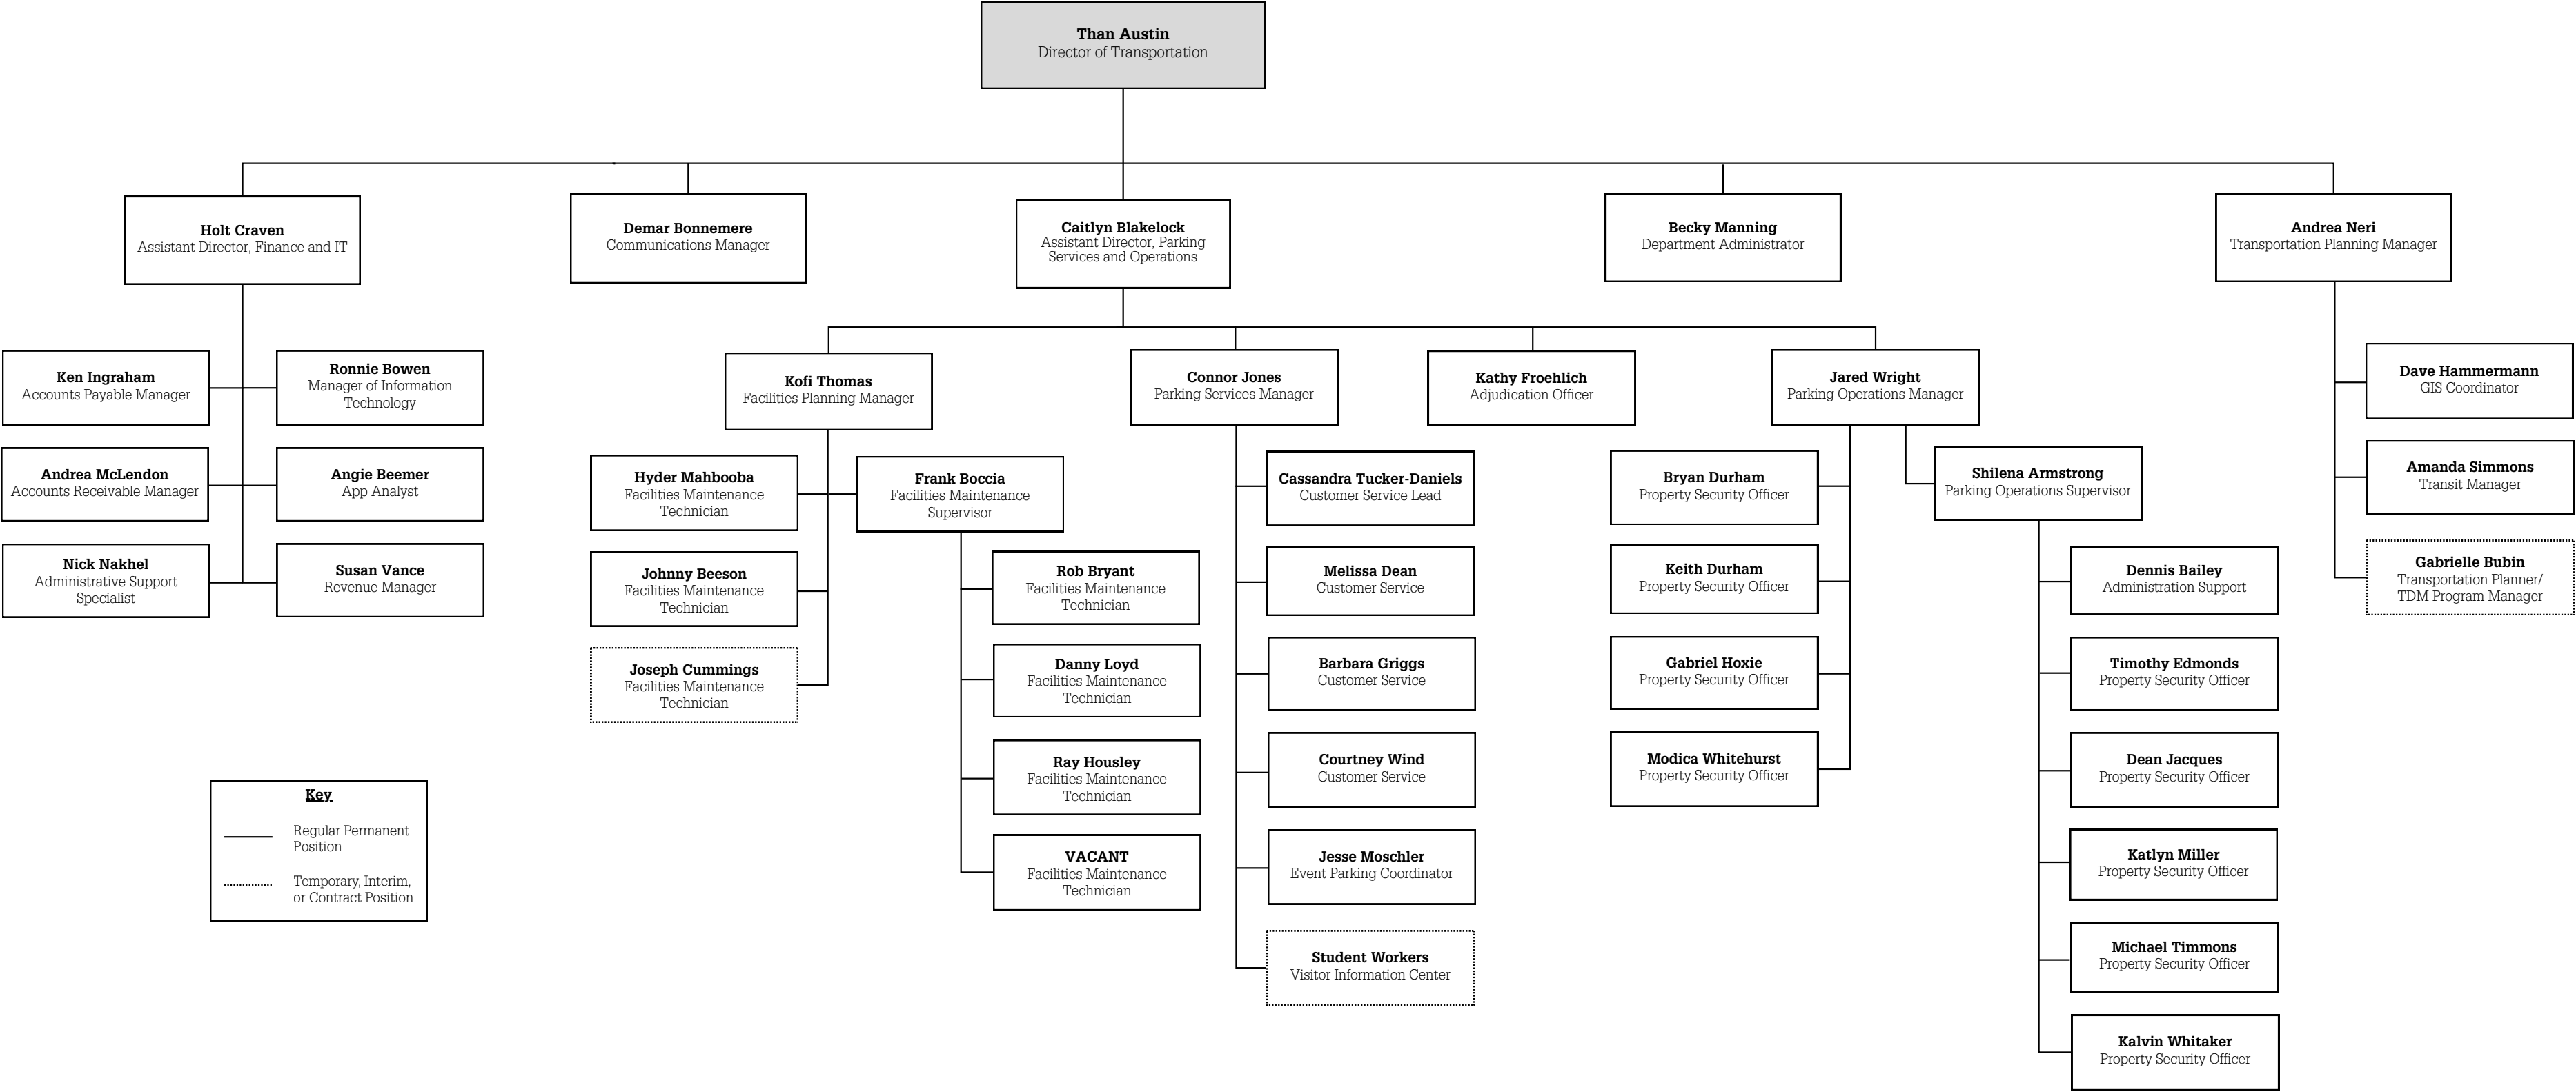 Than Austin
Director of Transportation
Holt Craven
Assistant Director, Finance and IT
Demar Bonnemere
Communications Manager
Caitlyn Blakelock
Assistant Director, Parking
Services and Operations
Becky Manning
Department Administrator
Andrea Neri
Transportation Planning Manager
Ken Ingraham
Accounts Payable Manager
Ronnie Bowen
Manager of Information
Technology
Andrea McLendon
Accounts Receivable Manager
Angie Beemer
App Analyst
Nick Nakhel
Administrative Support
Specialist
Susan Vance
Revenue Manager
Kofi Thomas
Facilities Planning Manager
Hyder Mahbooba
Facilities Maintenance
Technician
Johnny Beeson
Facilities Maintenance
Technician
Joseph Cummings
Facilities Maintenance
Technician
Frank Boccia
Facilities Maintenance
Supervisor
Rob Bryant
Facilities Maintenance
Technician
Danny Loyd
Facilities Maintenance
Technician
Ray Housley
Facilities Maintenance
Technician
VACANT
Facilities Maintenance
Technician
Connor Jones
Parking Services Manager
Cassandra Tucker-Daniels
Customer Service Lead
Melissa Dean
Customer Service
Barbara Griggs
Customer Service
Courtney Wind
Customer Service
Jesse Moschler
Event Parking Coordinator
Student Workers
Visitor Information Center
Kathy Froehlich
Adjudication Officer
Jared Wright
Parking Operations Manager
Bryan Durham
Property Security Officer
Keith Durham
Property Security Officer
Gabriel Hoxie
Property Security Officer
Modica Whitehurst
Property Security Officer
Shilena Armstrong
Parking Operations Supervisor
Dennis Bailey
Administration Support
Timothy Edmonds
Property Security Officer
Dean Jacques
Property Security Officer
Katlyn Miller
Property Security Officer
Michael Timmons
Property Security Officer
Kalvin Whitaker
Property Security Officer
Dave Hammermann
GIS Coordinator
Amanda Simmons
Transit Manager
Gabrielle Bubin
Transportation Planner/
TDM Program Manager
Key
Regular Permanent
Position
Temporary, Interim,
or Contract Position